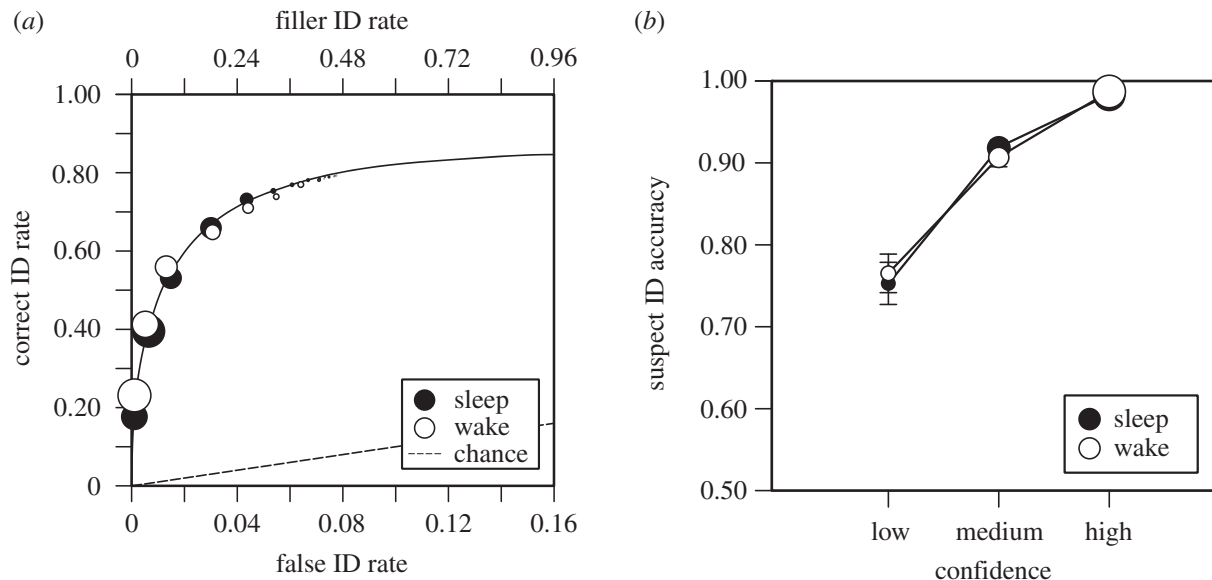 (a)
filler ID rate
0 0.24 0.48 0.72 0.96
correct ID rate
1.00
0.80
0.60
0.40
0.20
0
sleep
wake
chance
0 0.04 0.08 0.12 0.16
false ID rate
(b)
suspect ID accuracy
1.00
0.90
0.80
0.70
0.60
0.50
sleep
wake
low medium high
confidence